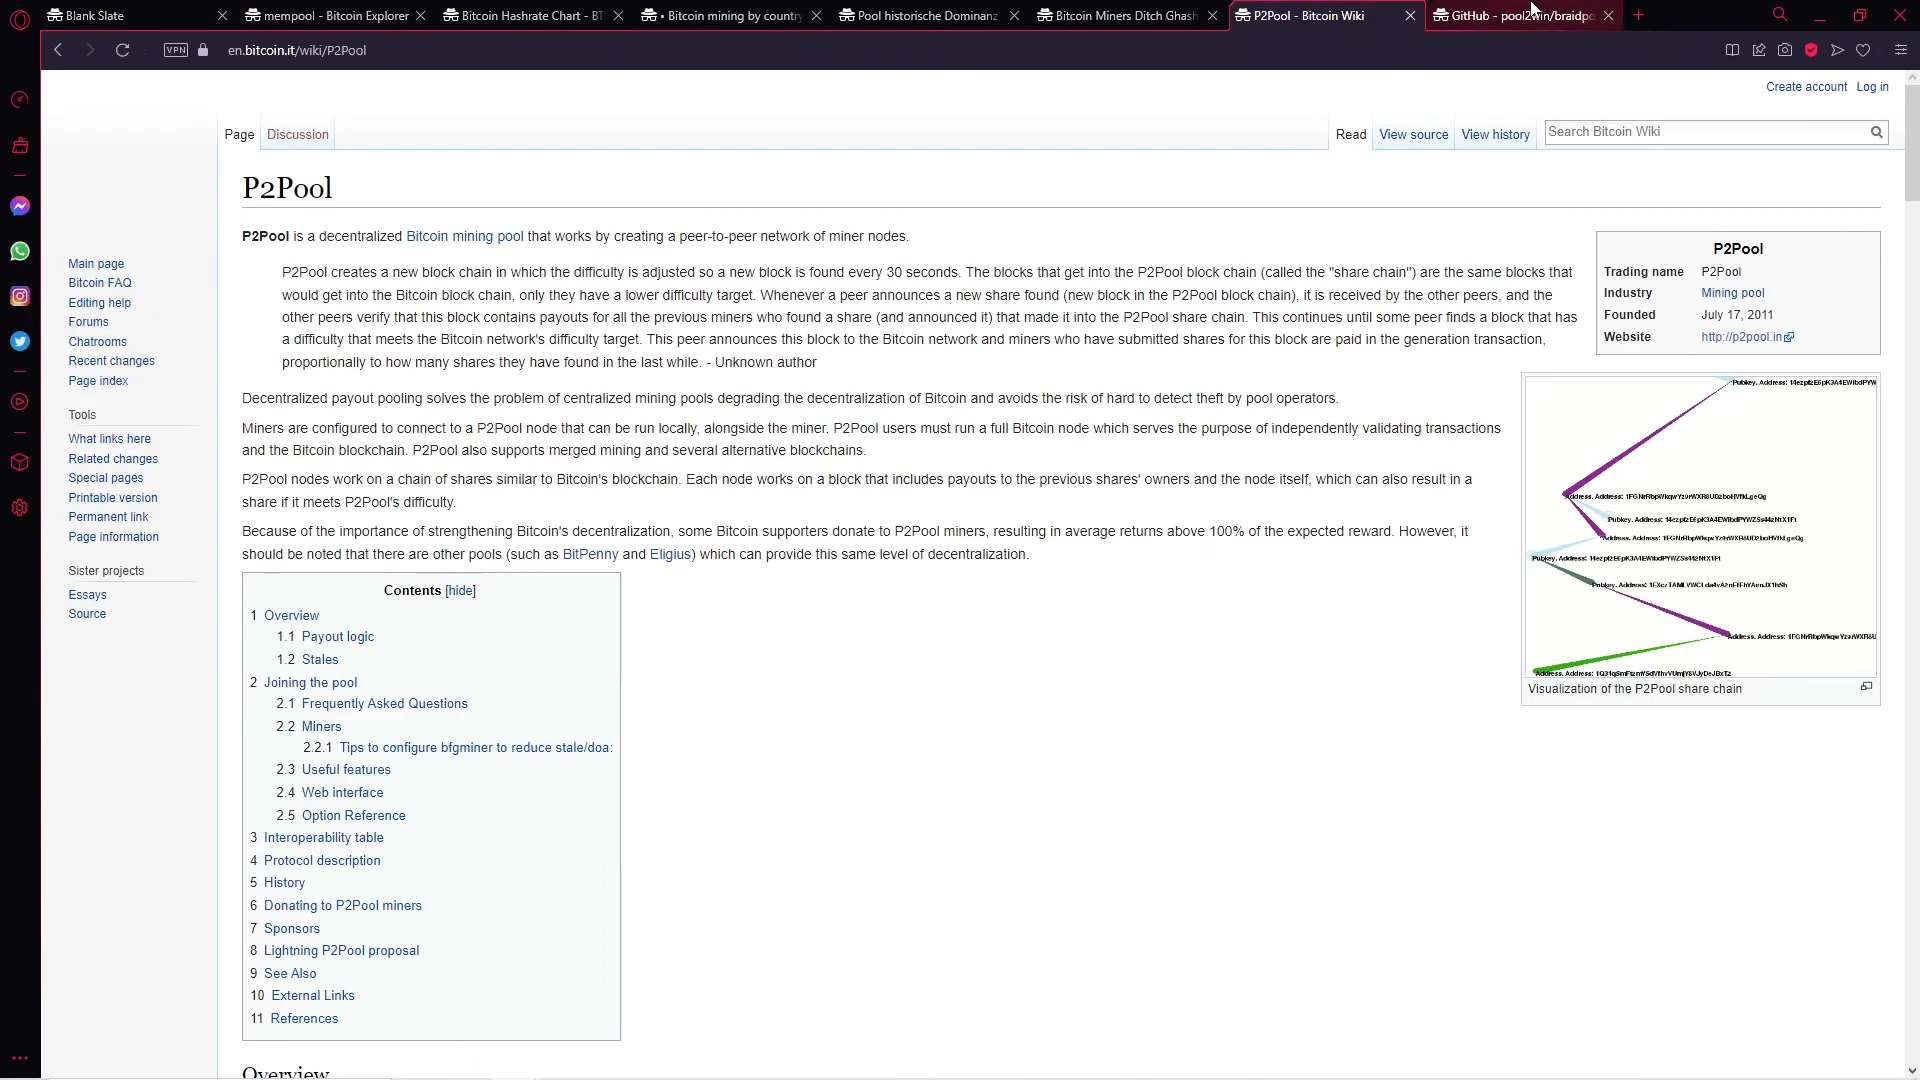 Blank Slate
mempool - Bitcoin Explorer
Bitcoin Hashrate Chart - BT
• Bitcoin mining by country
Pool historische Dominanz
Bitcoin Miners Ditch Ghash
P2Pool - Bitcoin Wiki
GitHub - pool2win/braidpo
VPN
en.bitcoin.it/wiki/P2Pool
Create account Log in
Page Discussion
Read View source View history
Search Bitcoin Wiki
P2Pool
P2Pool is a decentralized Bitcoin mining pool that works by creating a peer-to-peer network of miner nodes.
P2Pool creates a new block chain in which the difficulty is adjusted so a new block is found every 30 seconds. The blocks that get into the P2Pool block chain (called the "share chain") are the same blocks that
would get into the Bitcoin block chain, only they have a lower difficulty target. Whenever a peer announces a new share found (new block in the P2Pool block chain), it is received by the other peers, and the
other peers verify that this block contains payouts for all the previous miners who found a share (and announced it) that made it into the P2Pool share chain. This continues until some peer finds a block that has
a difficulty that meets the Bitcoin network's difficulty target. This peer announces this block to the Bitcoin network and miners who have submitted shares for this block are paid in the generation transaction,
proportionally to how many shares they have found in the last while. - Unknown author
Decentralized payout pooling solves the problem of centralized mining pools degrading the decentralization of Bitcoin and avoids the risk of hard to detect theft by pool operators.
Miners are configured to connect to a P2Pool node that can be run locally, alongside the miner. P2Pool users must run a full Bitcoin node which serves the purpose of independently validating transactions
and the Bitcoin blockchain. P2Pool also supports merged mining and several alternative blockchains.
P2Pool nodes work on a chain of shares similar to Bitcoin's blockchain. Each node works on a block that includes payouts to the previous shares' owners and the node itself, which can also result in a
share if it meets P2Pool's difficulty.
Because of the importance of strengthening Bitcoin's decentralization, some Bitcoin supporters donate to P2Pool miners, resulting in average returns above 100% of the expected reward. However, it
should be noted that there are other pools (such as BitPenny and Eligius) which can provide this same level of decentralization.
P2Pool
Trading name P2Pool
Industry Mining pool
Founded July 17, 2011
Website http://p2pool.in
Pubkey. Address:
Address. Address:
Pubkey. Address:
Address. Address:
Pubkey. Address:
Pubkey. Address:
Address. Address:
Address. Address:
Visualization of the P2Pool share chain
Main page
Bitcoin FAQ
Editing help
Forums
Chatrooms
Recent changes
Page index
Tools
What links here
Related changes
Special pages
Printable version
Permanent link
Page information
Sister projects
Essays
Source
Contents [hide]
1 Overview
1.1 Payout logic
1.2 Stales
2 Joining the pool
2.1 Frequently Asked Questions
2.2 Miners
2.2.1 Tips to configure bfgminer to reduce stale/doa:
2.3 Useful features
2.4 Web interface
2.5 Option Reference
3 Interoperability table
4 Protocol description
5 History
6 Donating to P2Pool miners
7 Sponsors
8 Lightning P2Pool proposal
9 See Also
10 External Links
11 References
Overview